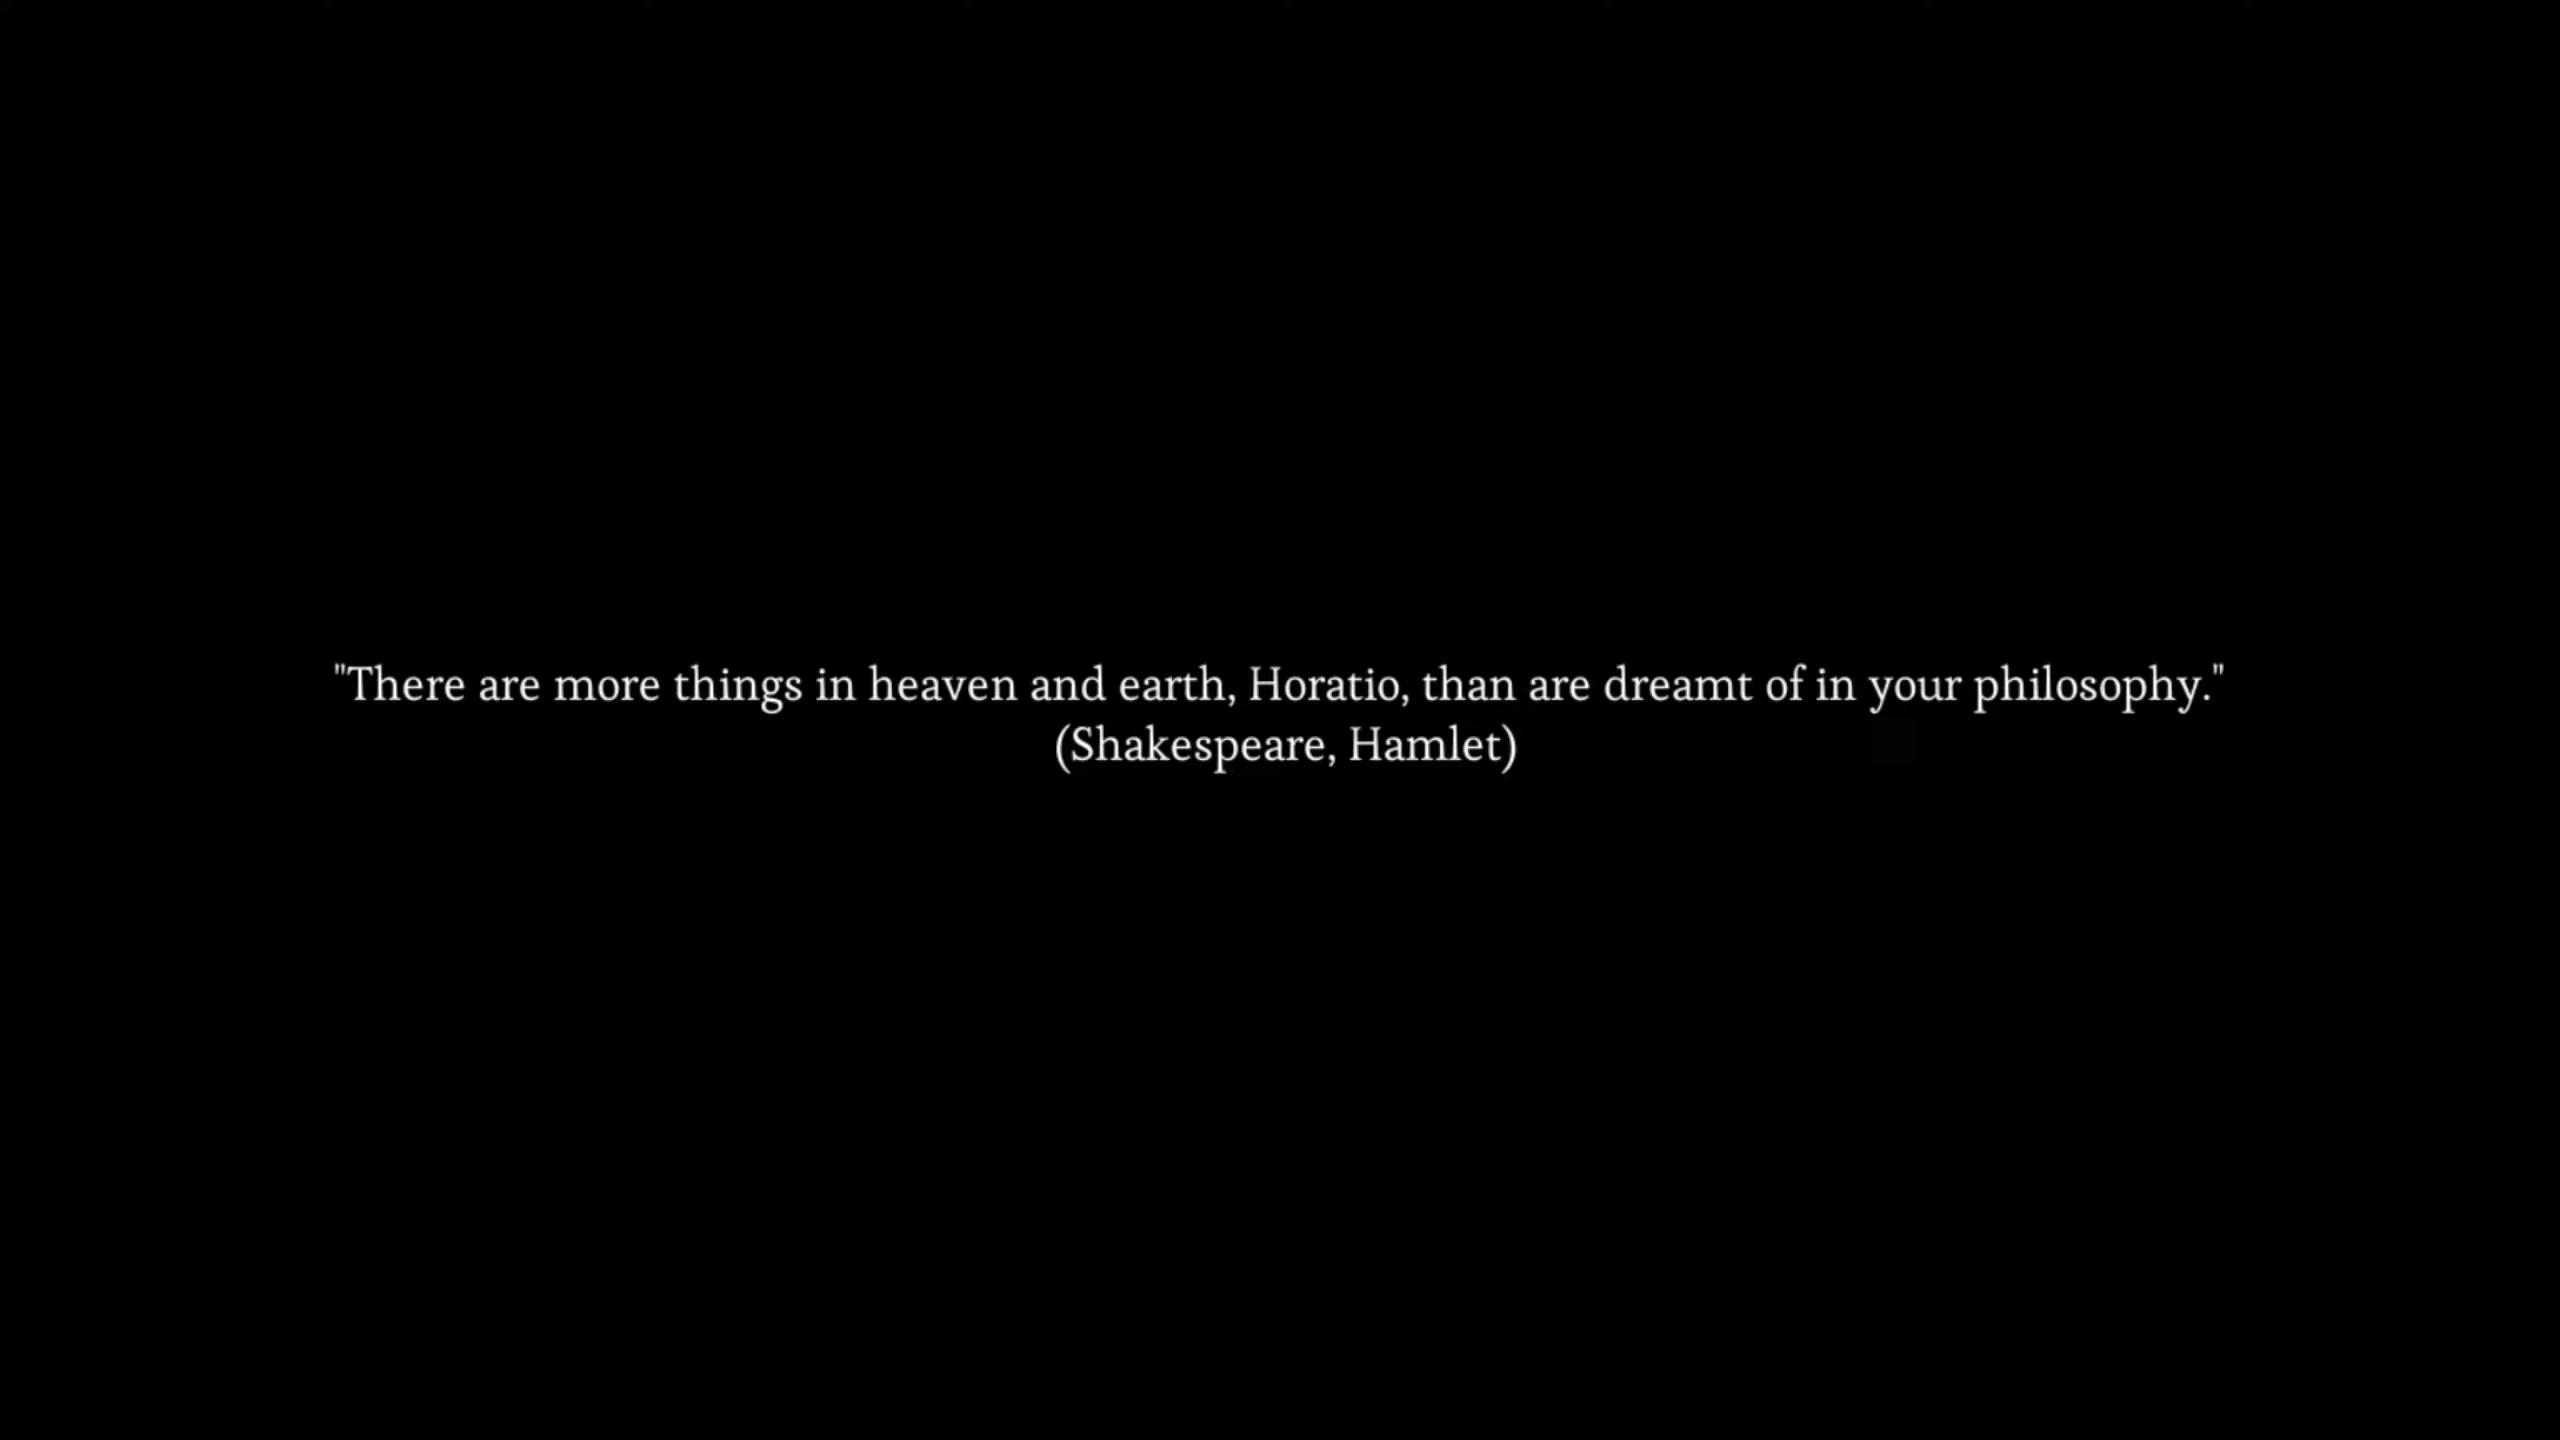 "There are more things in heaven and earth, Horatio, than are dreamt of in your philosophy."
(Shakespeare, Hamlet)